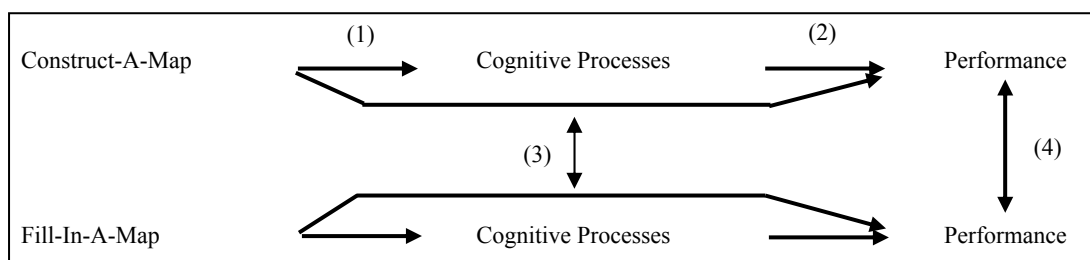 (1) (2)
Construct-A-Map Cognitive Processes Performance
(3) (4)
Fill-In-A-Map Cognitive Processes Performance